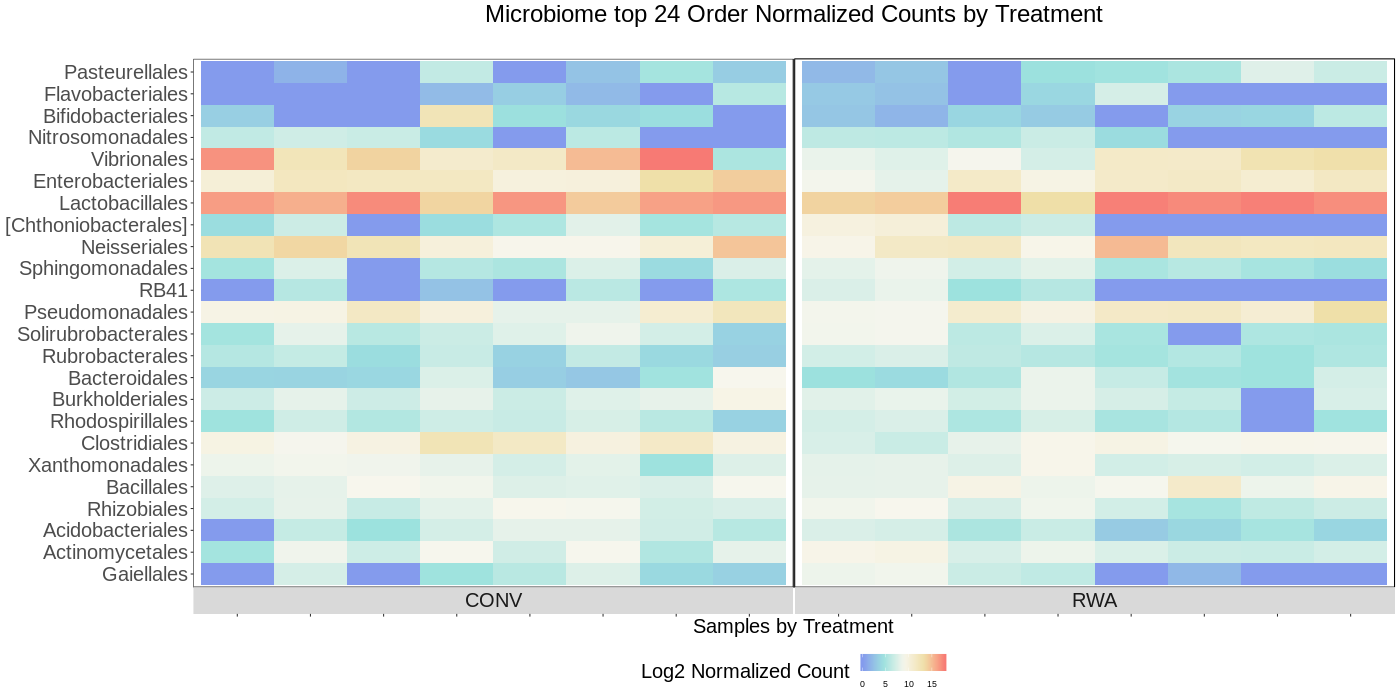 Microbiome top 24 Order Normalized Counts by Treatment
Pasteurellales
Flavobacteriales
Bifidobacteriales
Nitrosomonadales
Vibrionales
Enterobacteriales
Lactobacillales
[Chthoniobacterales]
Neisseriales
Sphingomonadales
RB41
Pseudomonadales
Solirubrobacterales
Rubrobacterales
Bacteroidales
Burkholderiales
Rhodospirillales
Clostridiales
Xanthomonadales
Bacillales
Rhizobiales
Acidobacteriales
Actinomycetales
Gaiellales
CONV RWA
Samples by Treatment
Log2 Normalized Count
0 5 10 15